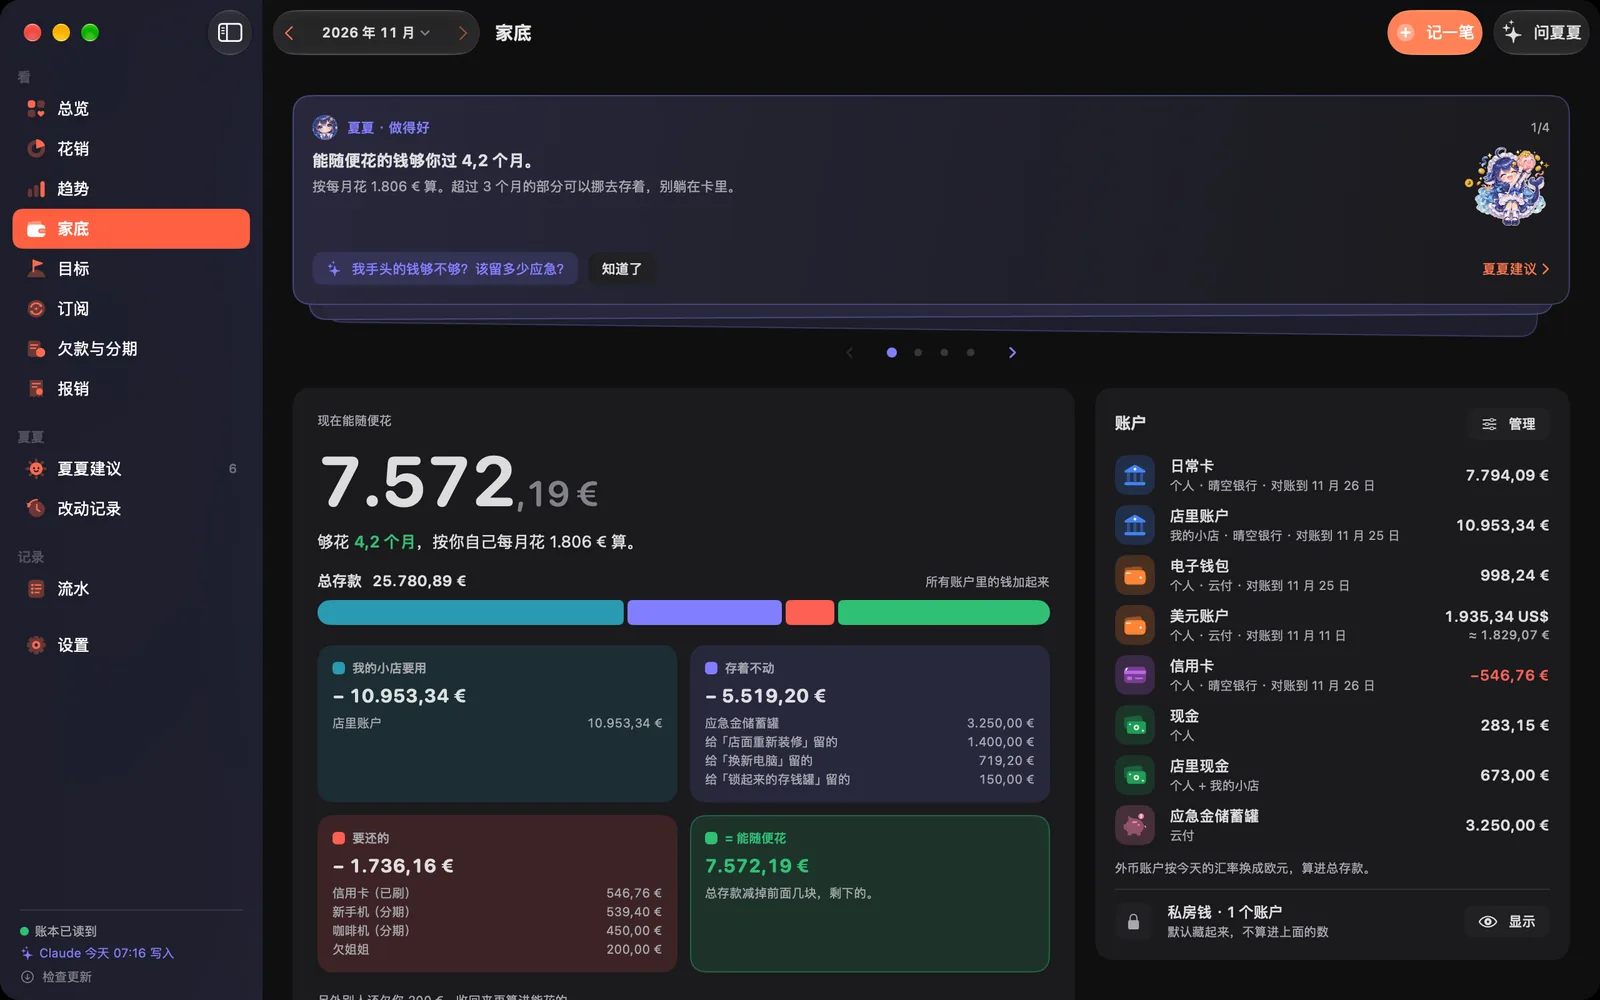 2026 年 11 月
家底
记一笔
问夏夏
看
总览
花销
趋势
家底
目标
订阅
欠款与分期
报销
夏夏
夏夏建议
6
改动记录
记录
流水
设置
账本已读到
Claude 今天 07:16 写入
检查更新
夏夏 · 做得好
1/4
能随便花的钱够你过 4,2 个月。
按每月花 1.806 € 算。超过 3 个月的部分可以挪去存着，别躺在卡里。
我手头的钱够不够？该留多少应急？
知道了
夏夏建议
现在能随便花
7.572,19 €
够花 4,2 个月，按你自己每月花 1.806 € 算。
总存款 25.780,89 €
所有账户里的钱加起来
我的小店要用
– 10.953,34 €
店里账户 10.953,34 €
存着不动
– 5.519,20 €
应急金储蓄罐 3.250,00 €
给「店面重新装修」留的 1.400,00 €
给「换新电脑」留的 719,20 €
给「锁起来的存钱罐」留的 150,00 €
要还的
– 1.736,16 €
信用卡（已刷） 546,76 €
新手机（分期） 539,40 €
咖啡机（分期） 450,00 €
欠姐姐 200,00 €
= 能随便花
7.572,19 €
总存款减掉前面几块，剩下的。
账户
管理
日常卡
个人 · 晴空银行 · 对账到 11 月 26 日
7.794,09 €
店里账户
我的小店 · 晴空银行 · 对账到 11 月 25 日
10.953,34 €
电子钱包
个人 · 云付 · 对账到 11 月 25 日
998,24 €
美元账户
个人 · 云付 · 对账到 11 月 11 日
1.935,34 US$
≈ 1.829,07 €
信用卡
个人 · 晴空银行 · 对账到 11 月 26 日
−546,76 €
现金
个人
283,15 €
店里现金
个人 + 我的小店
673,00 €
应急金储蓄罐
云付
3.250,00 €
外币账户按今天的汇率换成欧元，算进总存款。
私房钱 · 1 个账户
默认藏起来，不算进上面的数
显示